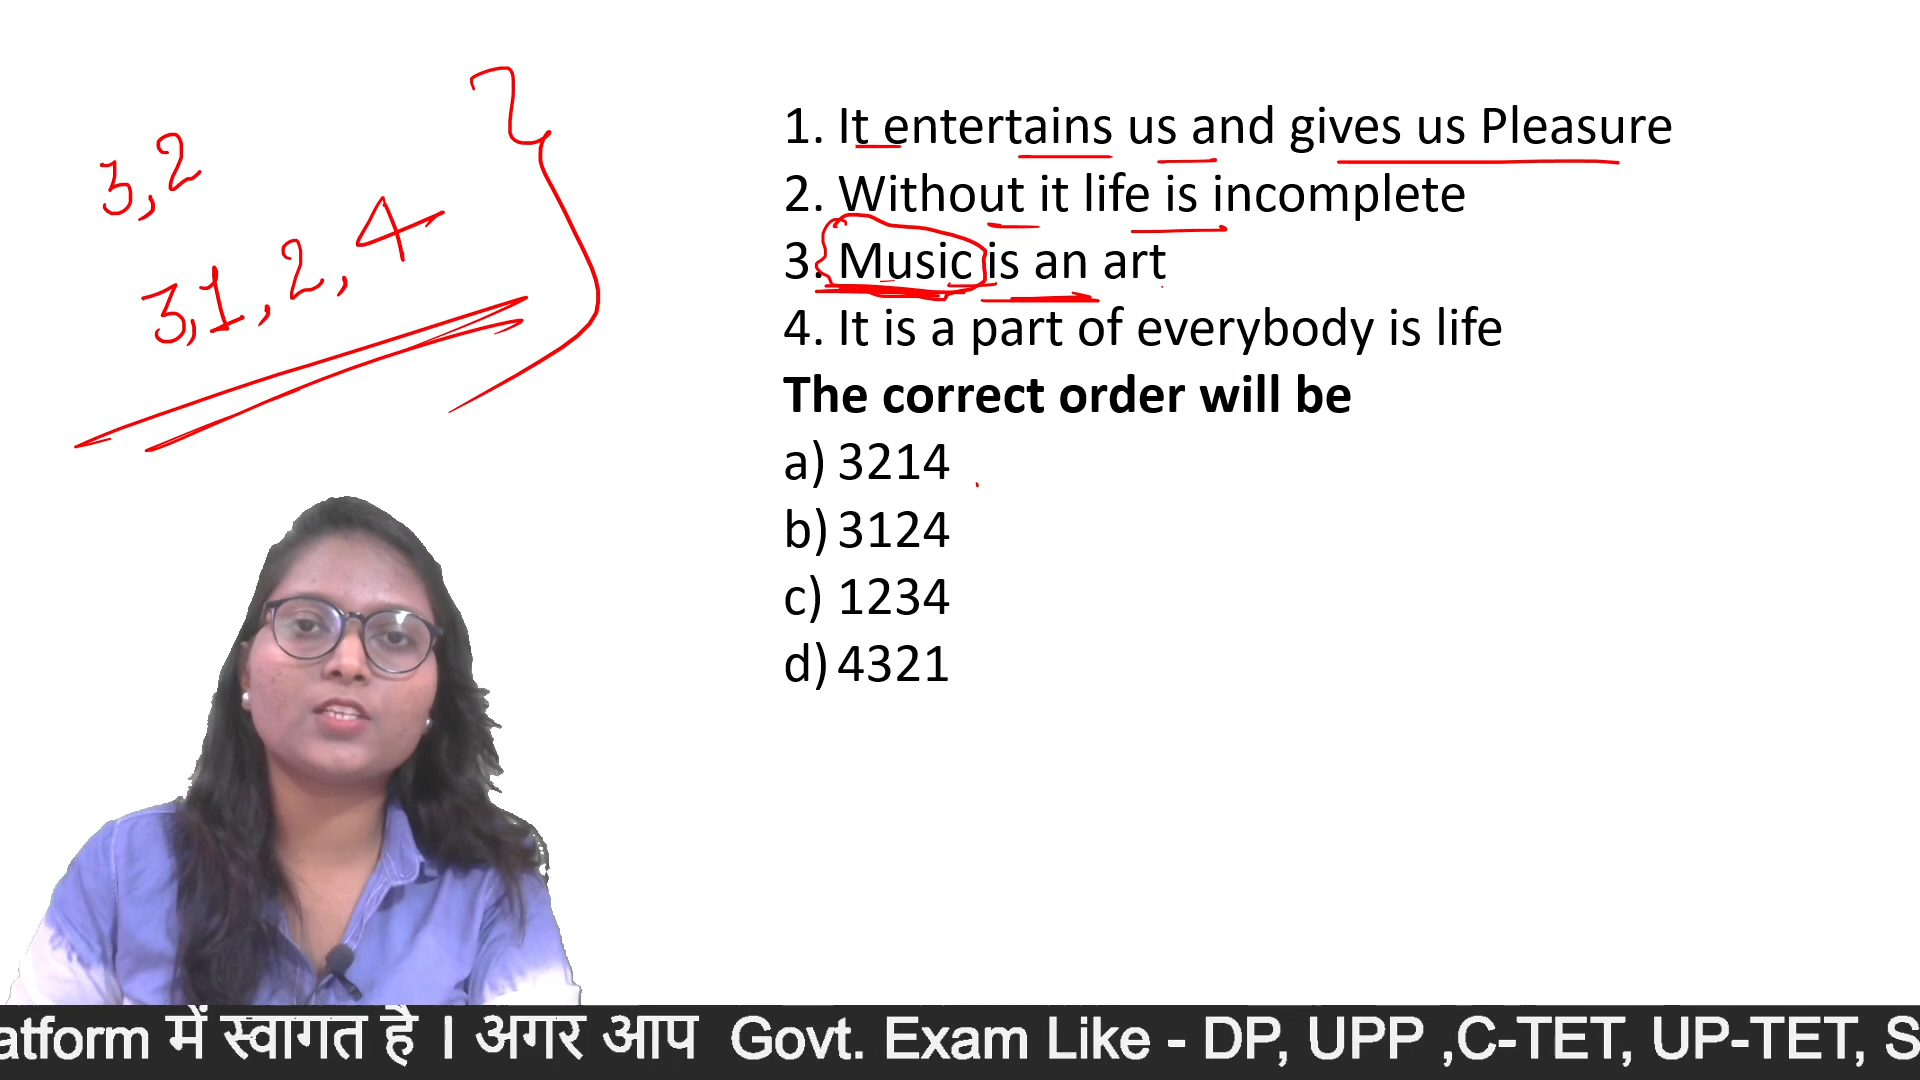 3,2
3,1,2,4
1. It entertains us and gives us Pleasure
2. Without it life is incomplete
3. Music is an art
4. It is a part of everybody is life
The correct order will be
a) 3214
b) 3124
c) 1234
d) 4321
atform में स्वागत है । अगर आप Govt. Exam Like - DP, UPP ,C-TET, UP-TET, S